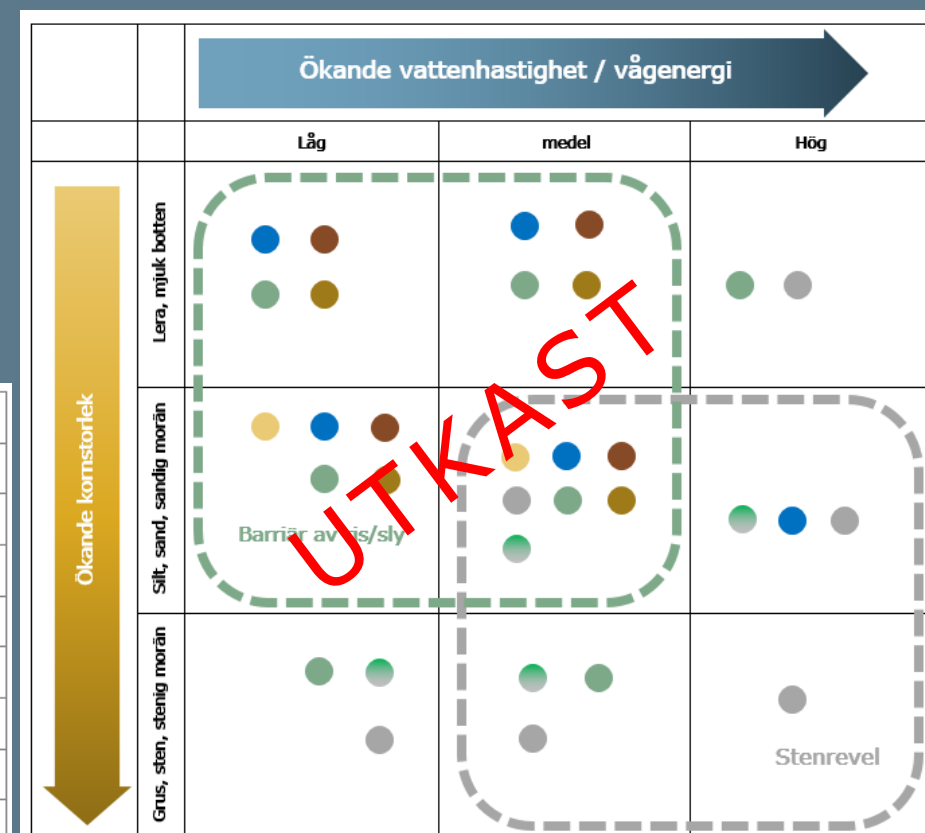 Ökande vattenhastighet / vågenergi
Låg
medel
Hög
Ökande kornstorlek
Lera, mjuk botten
Silt, sand, sandig morän
Barriär av ris/sly
UTKAST
Grus, sten, stenig morän
Stenrevel